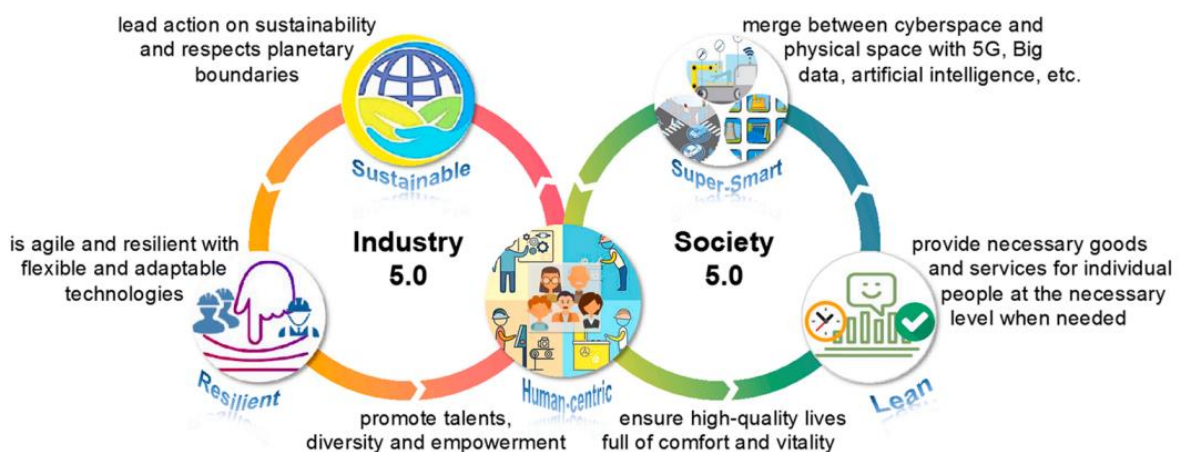 lead action on sustainability
and respects planetary
boundaries
merge between cyberspace and
physical space with 5G, Big
data, artificial intelligence, etc.
Sustainable
Super-Smart
is agile and resilient with
flexible and adaptable
technologies
Industry
5.0
Society
5.0
provide necessary goods
and services for individual
people at the necessary
level when needed
Resilient
Human-centric
Lean
promote talents,
diversity and empowerment
ensure high-quality lives
full of comfort and vitality